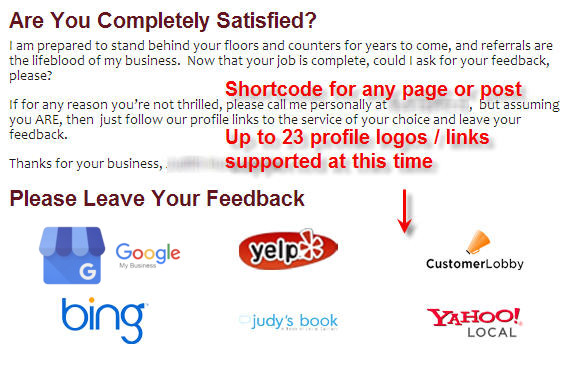 Are You Completely Satisfied?
I am prepared to stand behind your floors and counters for years to come, and referrals are
the lifeblood of my business.  Now that your job is complete, could I ask for your feedback,
please?
Shortcode for any page or post
If for any reason you're not thrilled, please call me personally at ,  but assuming
you ARE, then  just follow our profile links to the service of your choice and leave your
feedback.
Up to 23 profile logos / links
supported at this time
Thanks for your business,
Please Leave Your Feedback
G Google
My Business
yelp
CustomerLobby
bing
judy's book
YAHOO!
LOCAL